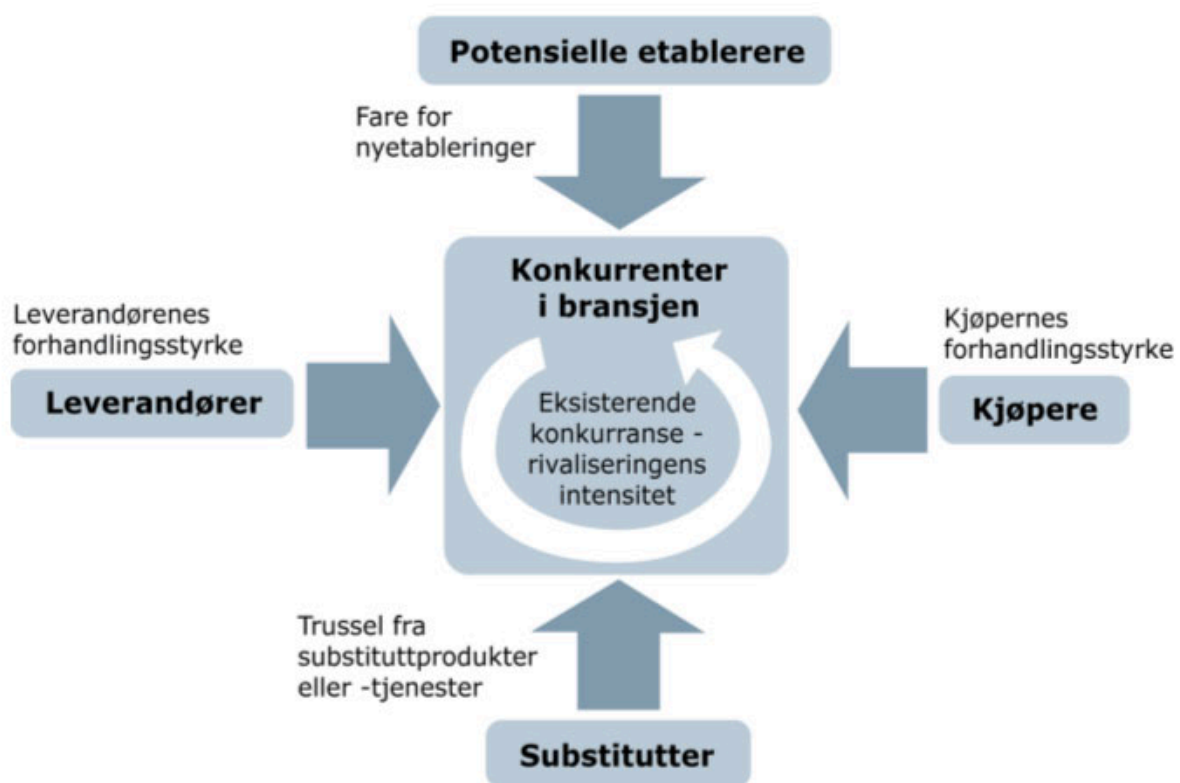 Potensielle etablerere
Fare for
nyetableringer
Konkurrenter
i bransjen
Leverandørenes
forhandlingsstyrke
Leverandører
Eksisterende
konkurranse -
rivaliseringens
intensitet
Kjøpernes
forhandlingsstyrke
Kjøpere
Trussel fra
substituttprodukter
eller -tjenester
Substitutter